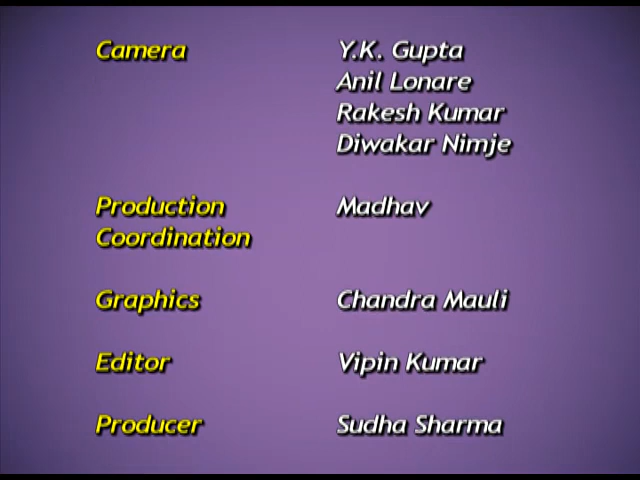 Camera Y.K. Gupta
Anil Lonare
Rakesh Kumar
Diwakar Nimje
Production Madhav
Coordination
Graphics Chandra Mauli
Editor Vipin Kumar
Producer Sudha Sharma